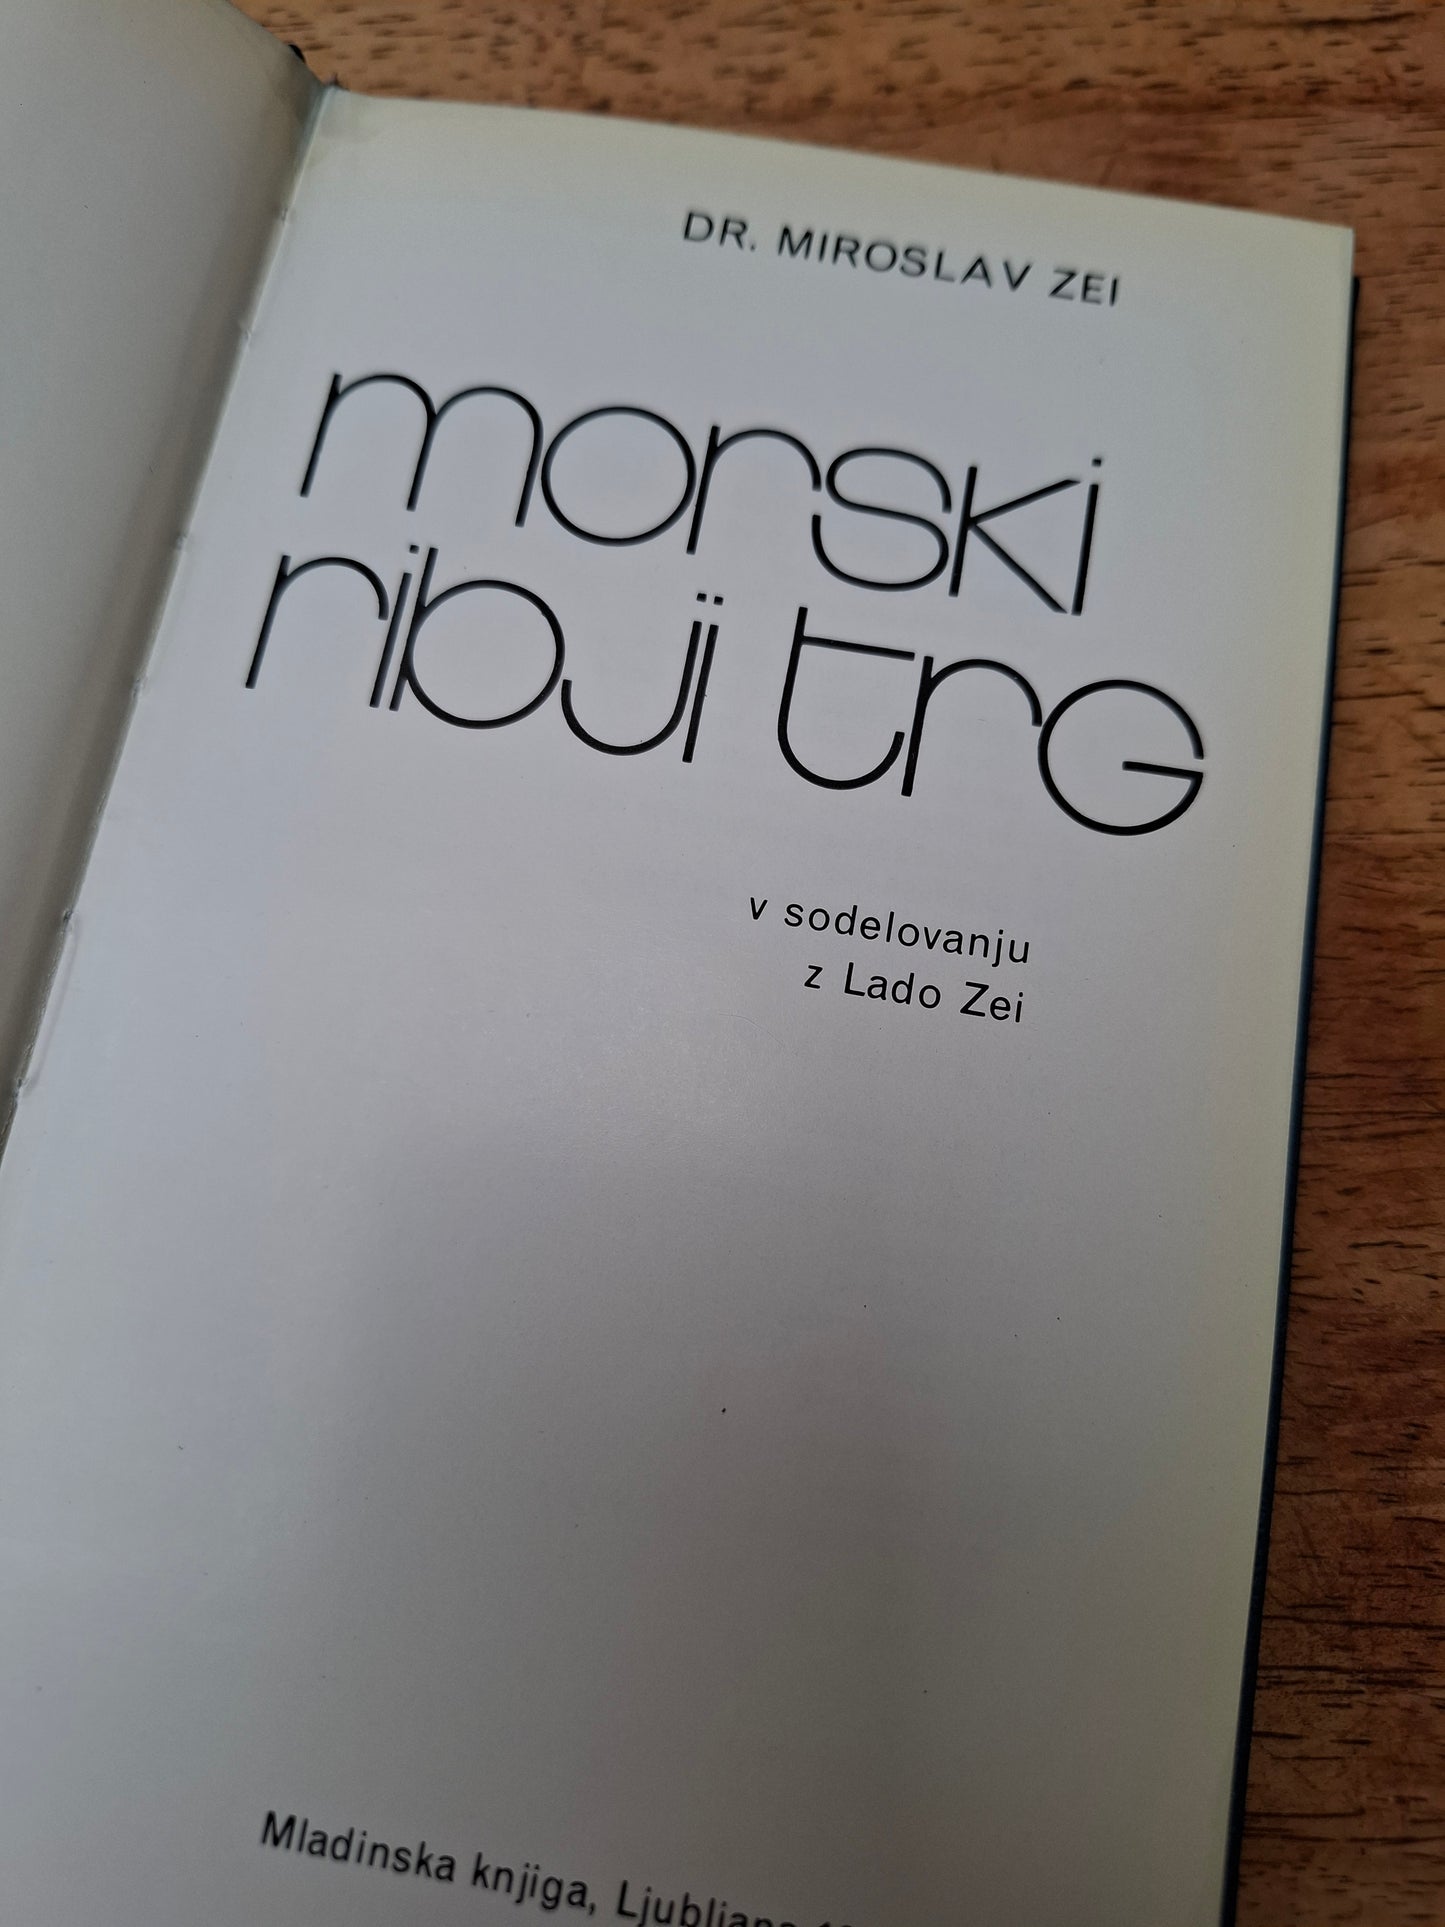 DR. MIROSLAV ZEI
morski
ribji trg
v sodelovanju
z Lado Zei
Mladinska knjiga, Ljubljana